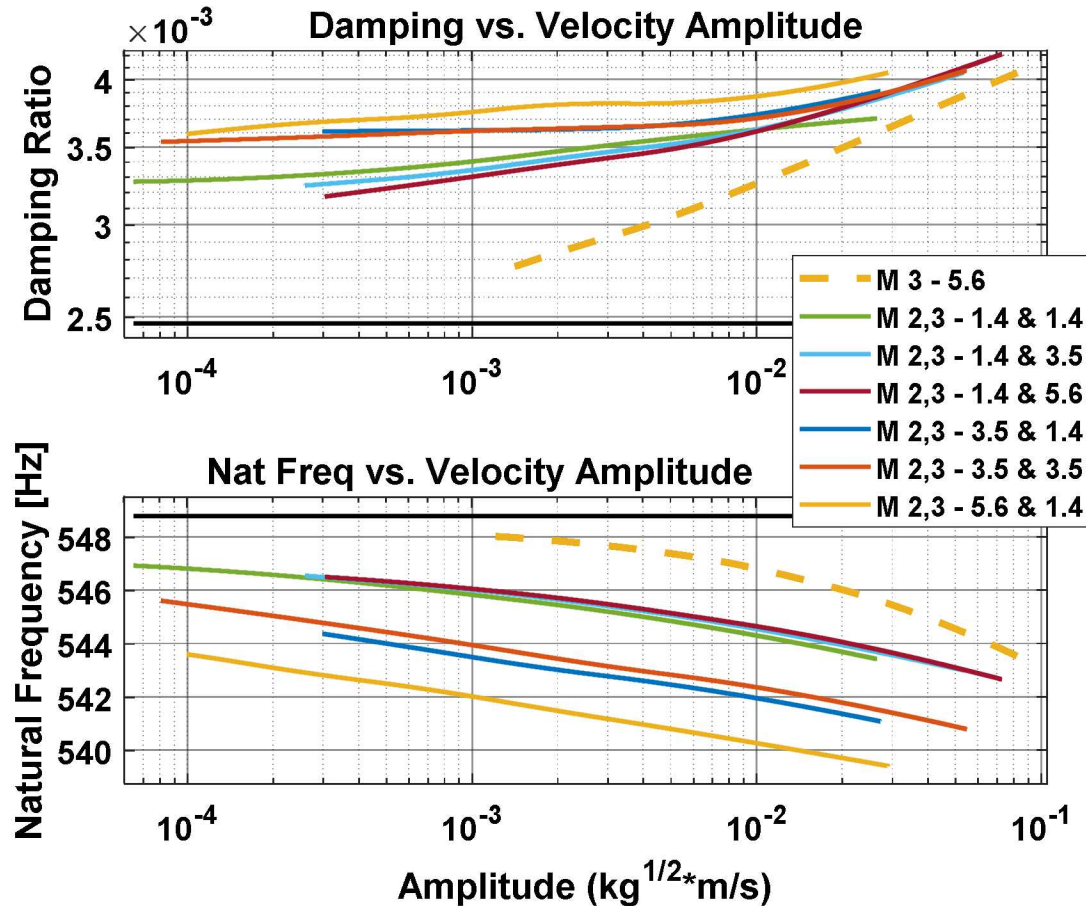 Damping vs. Velocity Amplitude
× 10⁻³
4
3.5
3
2.5
Damping Ratio
10⁻⁴ 10⁻³ 10⁻²
M 3 - 5.6
M 2,3 - 1.4 & 1.4
M 2,3 - 1.4 & 3.5
M 2,3 - 1.4 & 5.6
M 2,3 - 3.5 & 1.4
M 2,3 - 3.5 & 3.5
M 2,3 - 5.6 & 1.4
Nat Freq vs. Velocity Amplitude
548
546
544
542
540
Natural Frequency [Hz]
10⁻⁴ 10⁻³ 10⁻² 10⁻¹
Amplitude (kg^1/2*m/s)